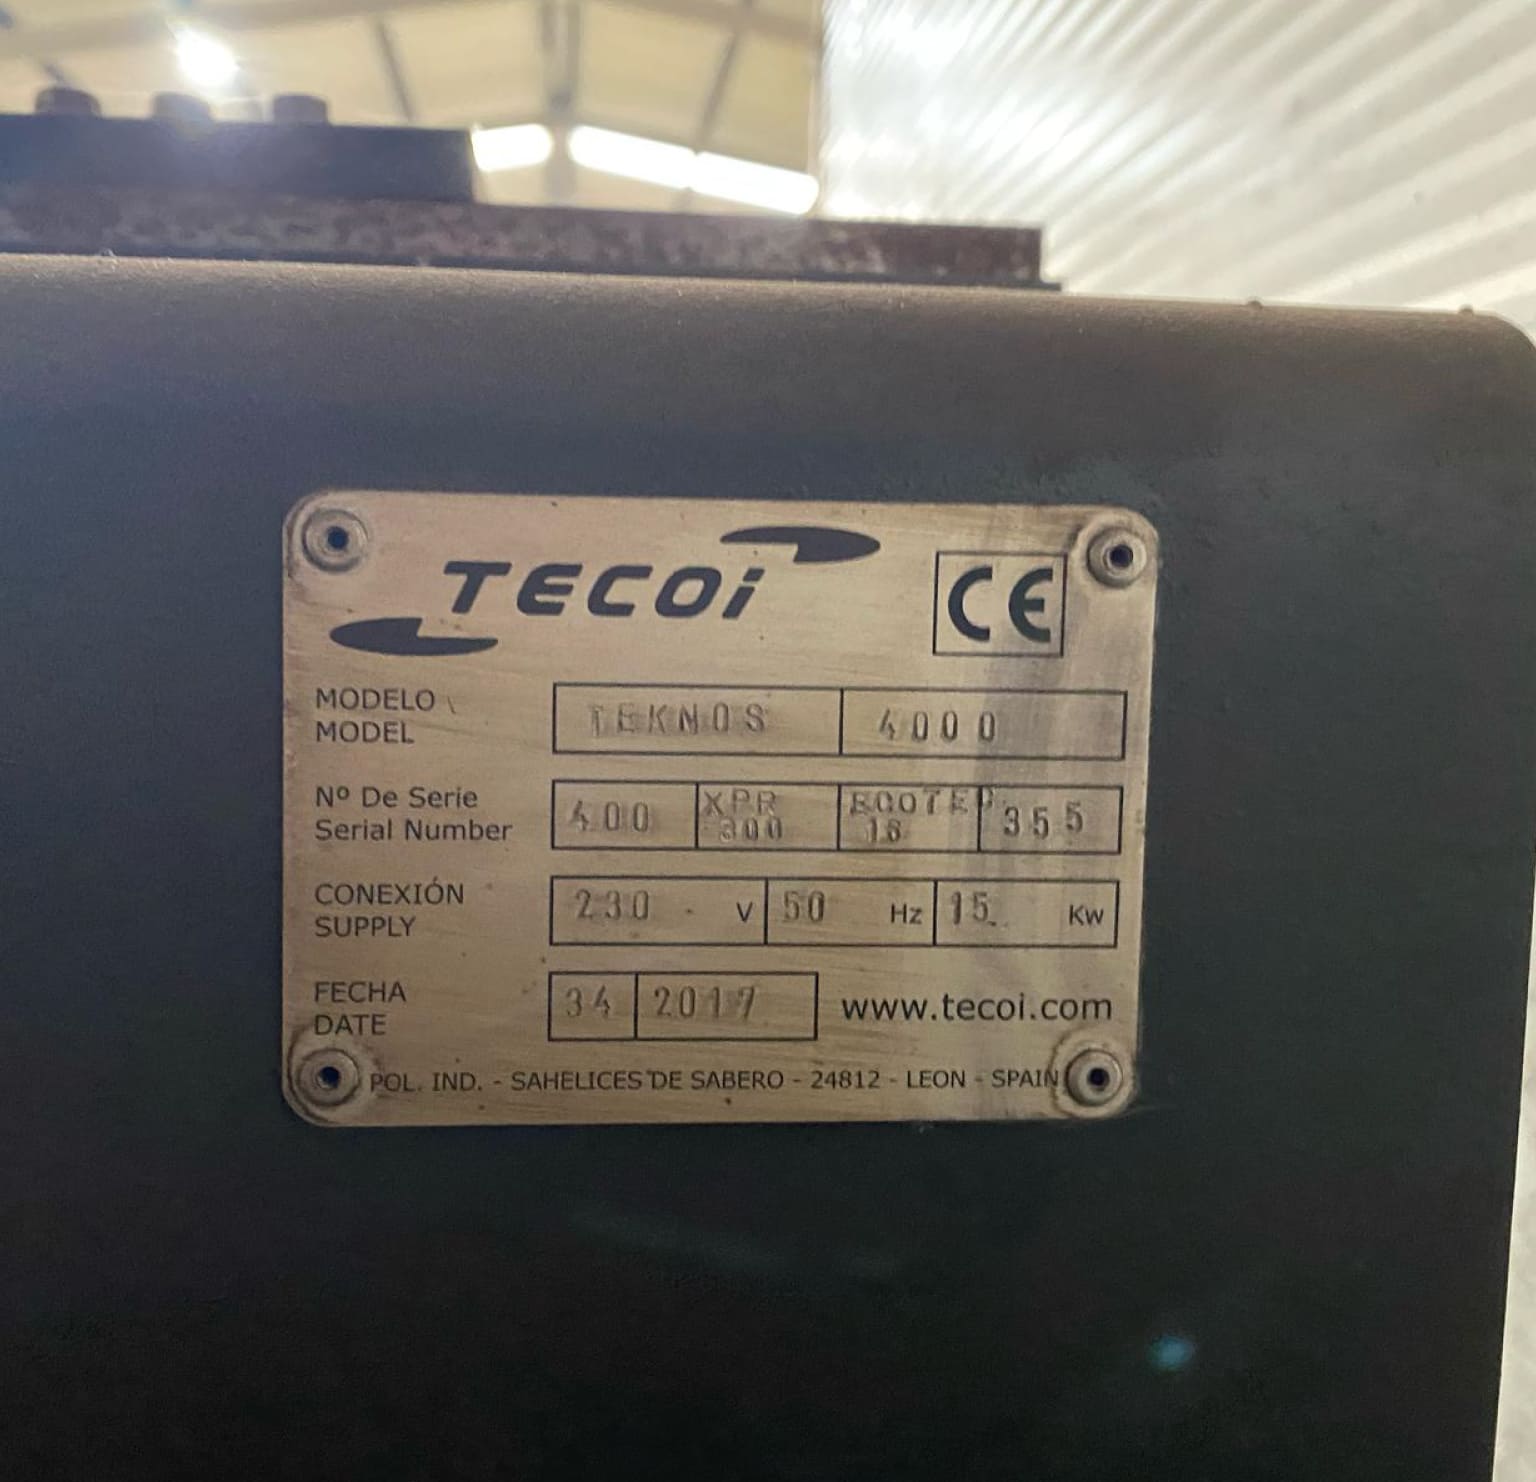 TECOi CE
MODELO
MODEL
TEKNOS 4000
Nº De Serie
Serial Number
400 XPR 300 ECOTEP 18 355
CONEXIÓN
SUPPLY
230 V 50 Hz 15 Kw
FECHA
DATE
34 2017 www.tecoi.com
POL. IND. - SAHELICES DE SABERO - 24812 - LEON - SPAIN